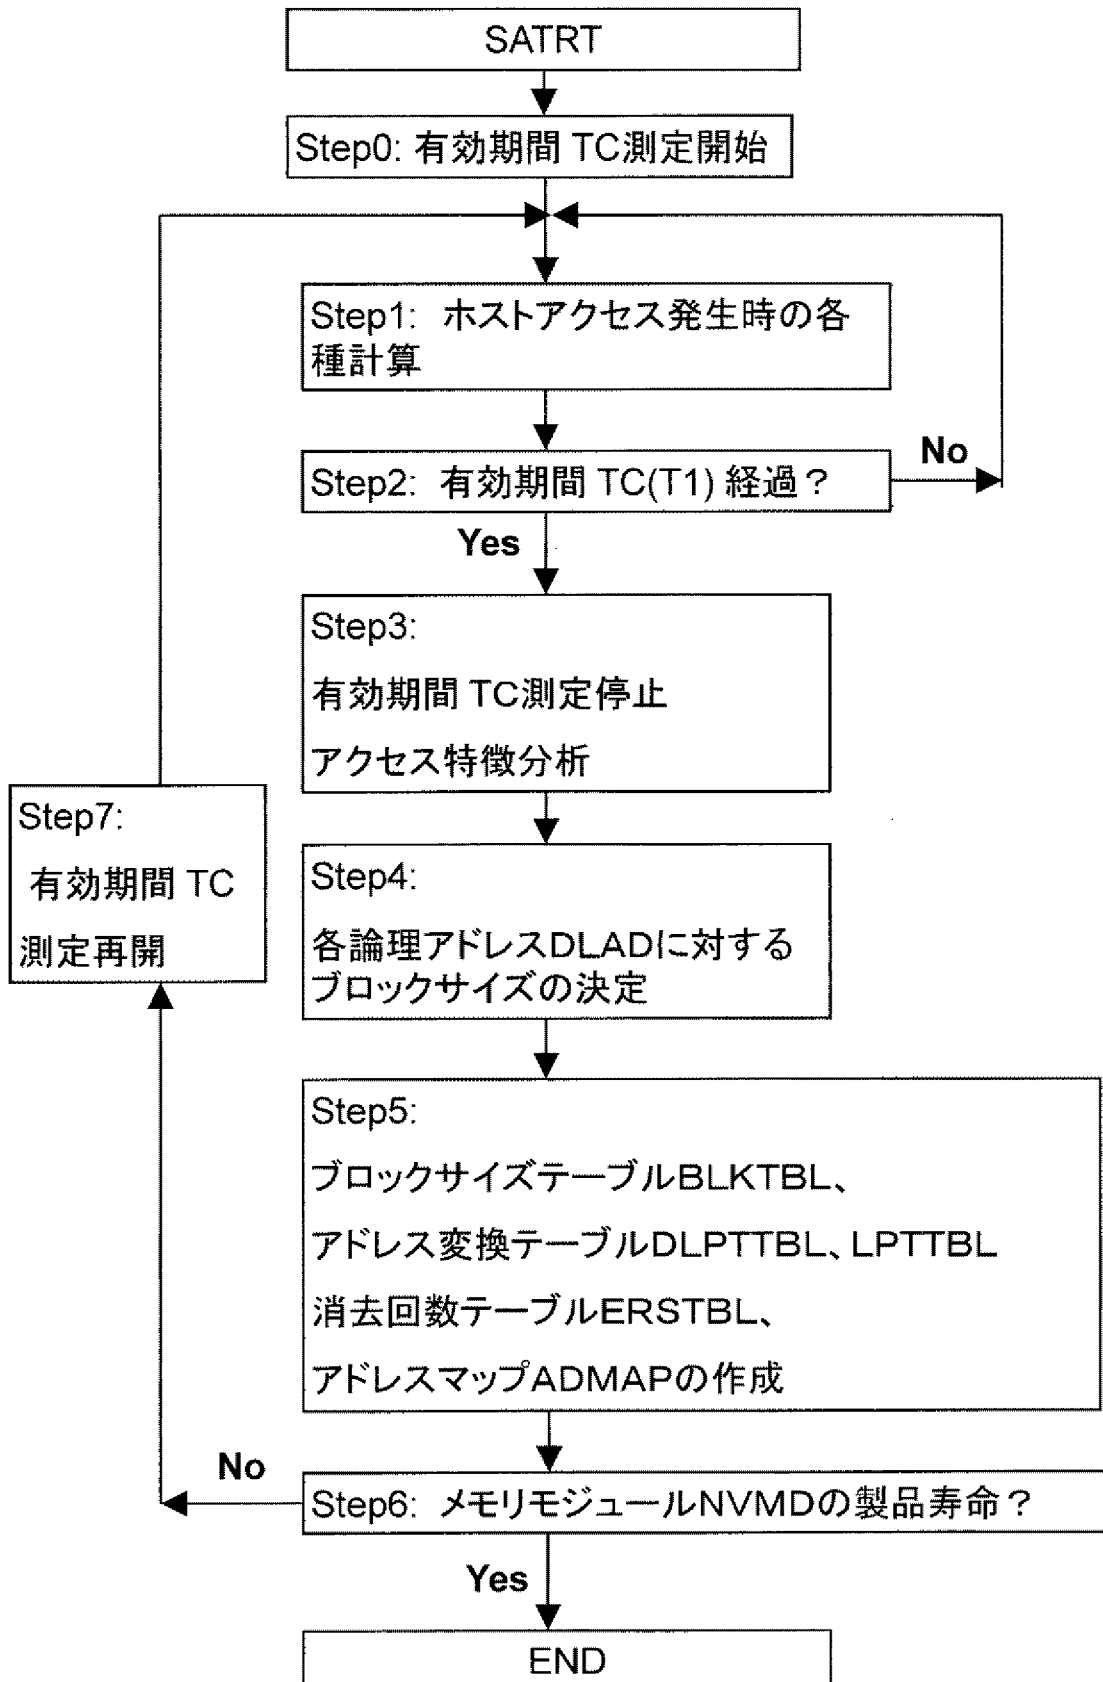 SATRT
Step0: 有効期間 TC測定開始
Step1: ホストアクセス発生時の各
種計算
No
Step2: 有効期間 TC(T1) 経過？
Yes
Step3:
有効期間 TC測定停止
アクセス特徴分析
Step7:
有効期間 TC
測定再開
Step4:
各論理アドレスDLADに対する
ブロックサイズの決定
Step5:
ブロックサイズテーブルBLKTBL、
アドレス変換テーブルDLPTTBL、LPTTBL
消去回数テーブルERSTBL、
アドレスマップADMAPの作成
No
Step6: メモリモジュールNVMDの製品寿命？
Yes
END